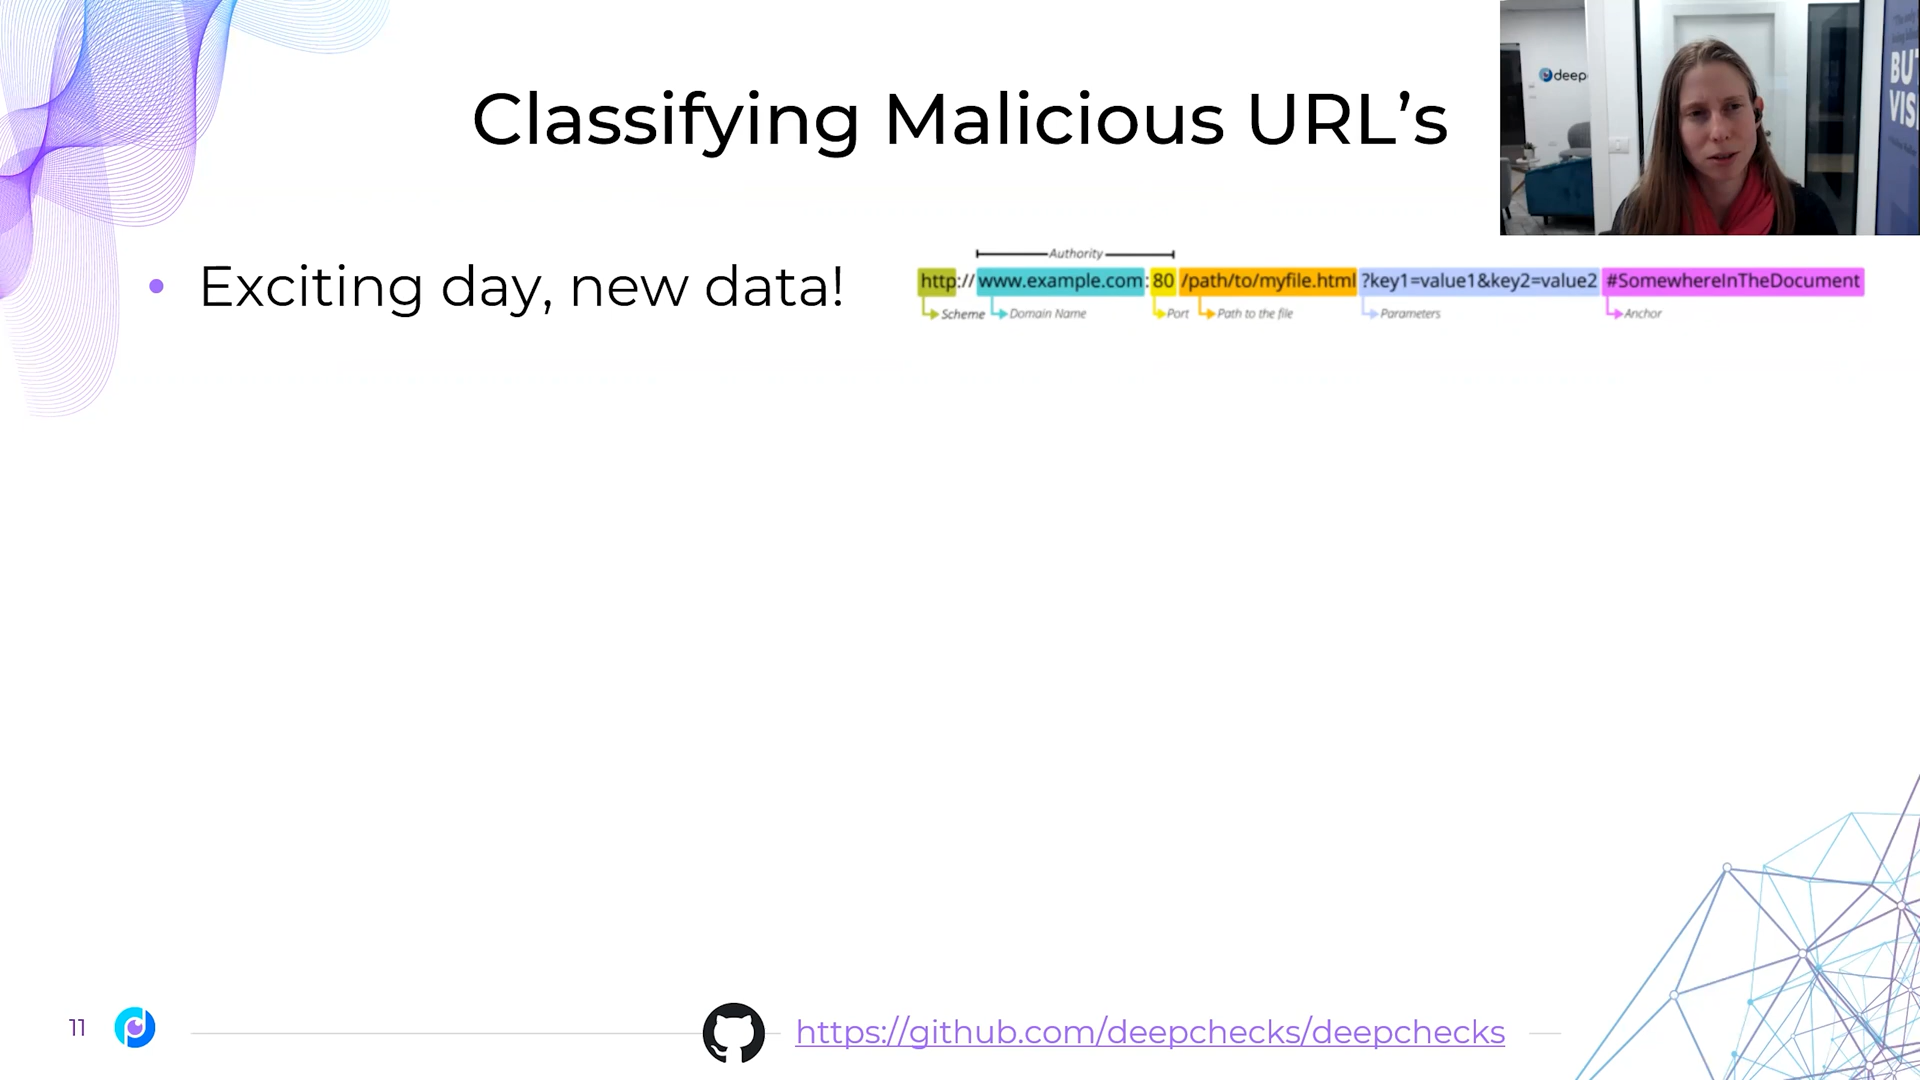 Classifying Malicious URL’s
deep
BU
VIS
• Exciting day, new data!
Authority
http://www.example.com:80/path/to/myfile.html?key1=value1&key2=value2#SomewhereInTheDocument
Scheme Domain Name Port Path to the file Parameters Anchor
11
https://github.com/deepchecks/deepchecks